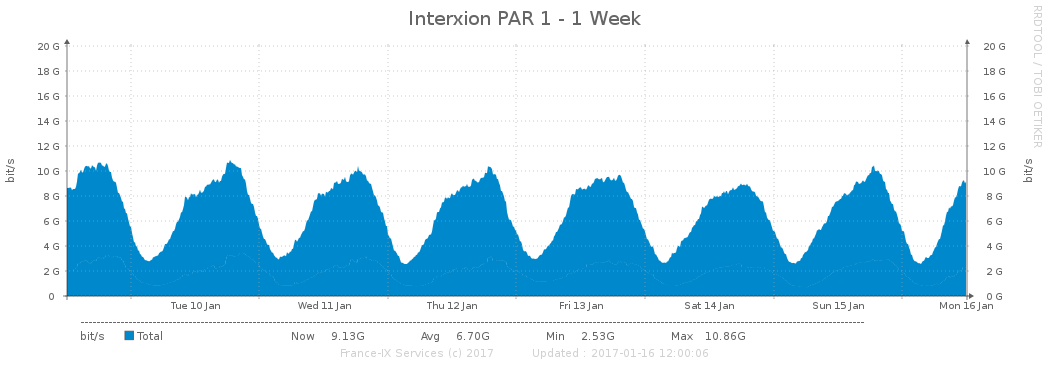 Interxion PAR 1 - 1 Week
RRDTOOL / TOBI OETIKER
bit/s
bit/s
20 G 20 G
18 G 18 G
16 G 16 G
14 G 14 G
12 G 12 G
10 G 10 G
8 G 8 G
6 G 6 G
4 G 4 G
2 G 2 G
0 0 G
Tue 10 Jan Wed 11 Jan Thu 12 Jan Fri 13 Jan Sat 14 Jan Sun 15 Jan Mon 16 Jan
bit/s Total Now 9.13G Avg 6.70G Min 2.53G Max 10.86G
France-IX Services (c) 2017 Updated : 2017-01-16 12:00:06